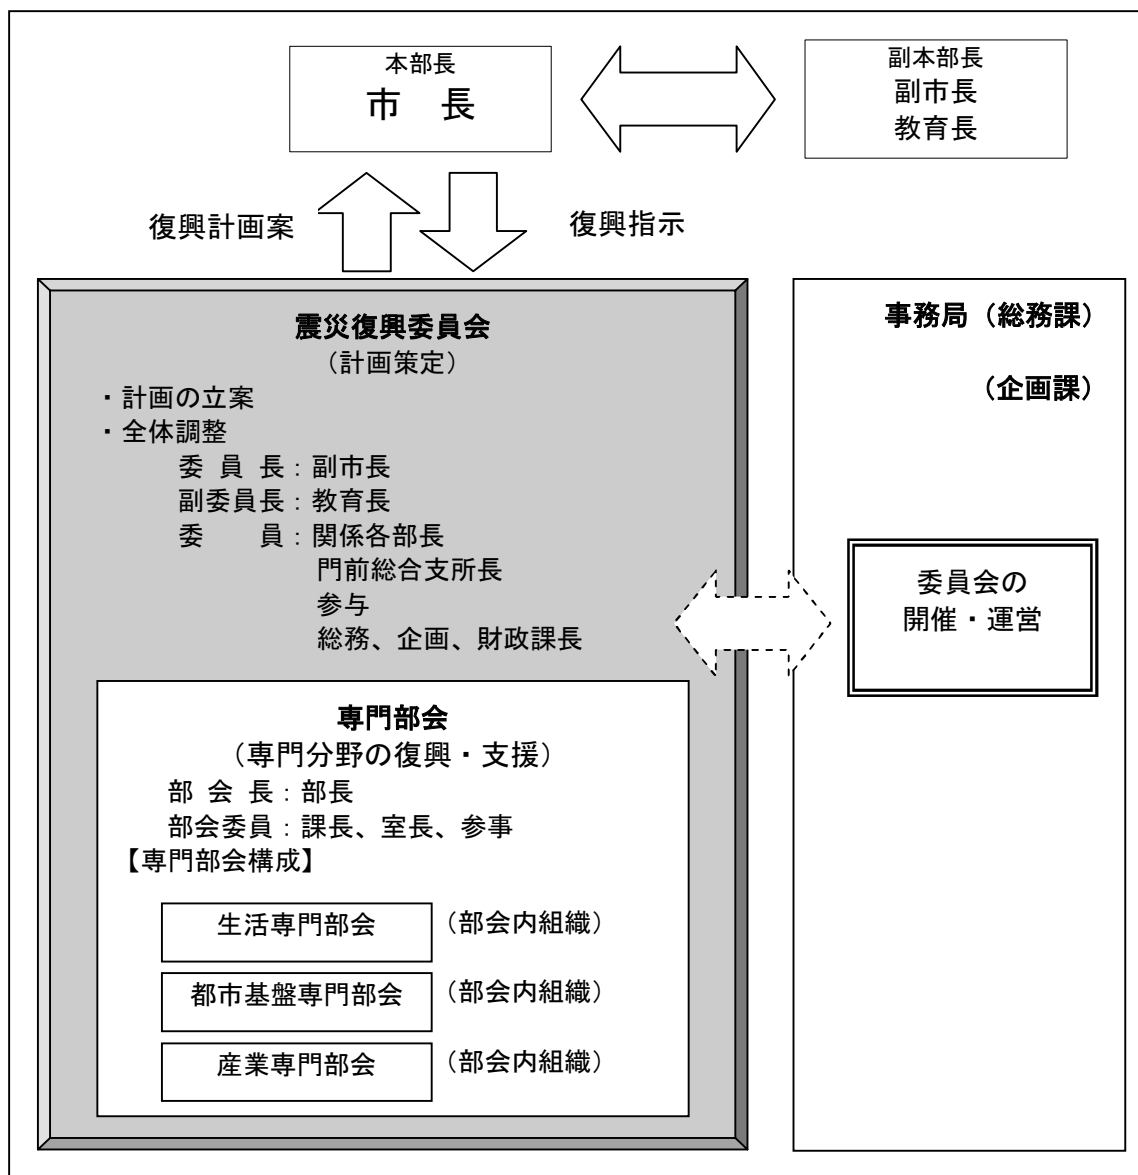 本部長
市　長
副本部長
副市長
教育長
復興計画案
復興指示
震災復興委員会
（計画策定）
・計画の立案
・全体調整
委 員 長：副市長
副委員長：教育長
委　　員：関係各部長
門前総合支所長
参与
総務、企画、財政課長
専門部会
（専門分野の復興・支援）
部 会 長：部長
部会委員：課長、室長、参事
【専門部会構成】
生活専門部会 （部会内組織）
都市基盤専門部会 （部会内組織）
産業専門部会 （部会内組織）
事務局（総務課）
（企画課）
委員会の
開催・運営